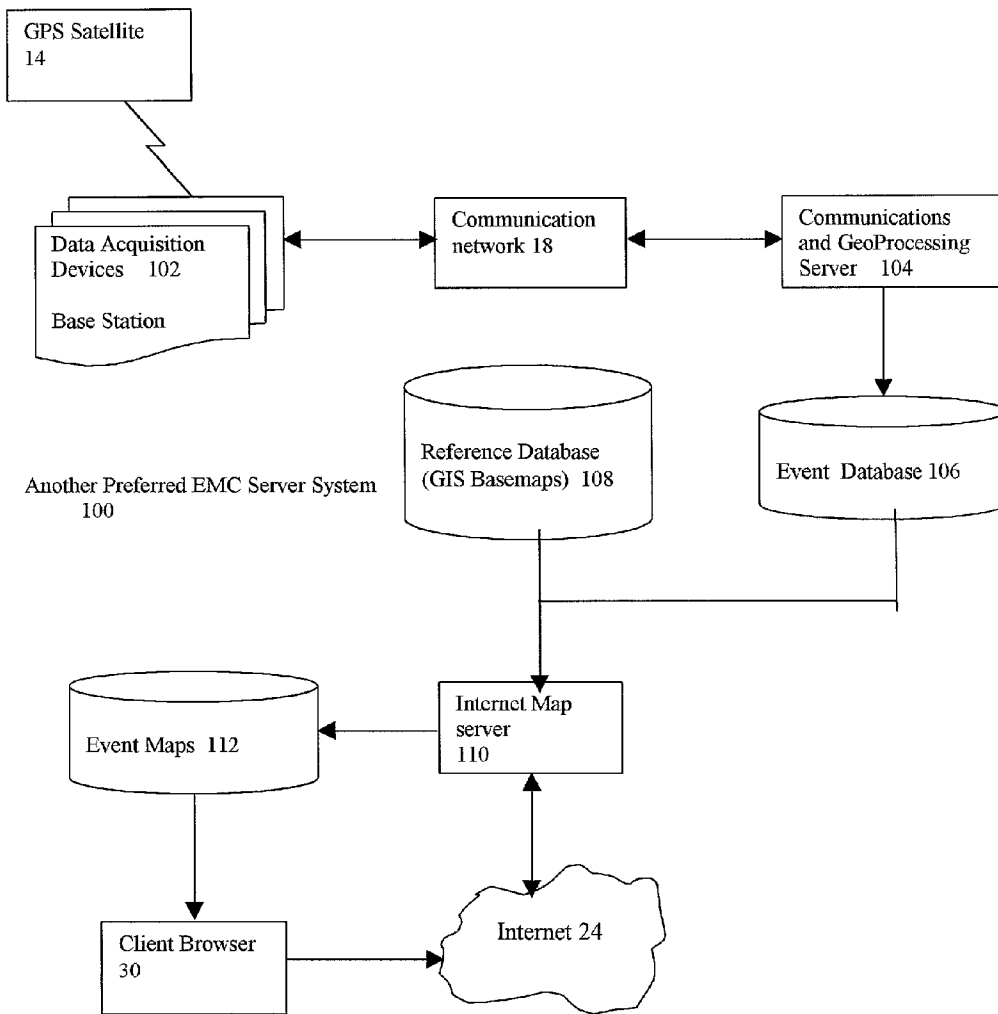 GPS Satellite
14
Data Acquisition
Devices 102
Base Station
Communication
network 18
Communications
and GeoProcessing
Server 104
Reference Database
(GIS Basemaps) 108
Event Database 106
Another Preferred EMC Server System
100
Internet Map
server
110
Event Maps 112
Client Browser
30
Internet 24